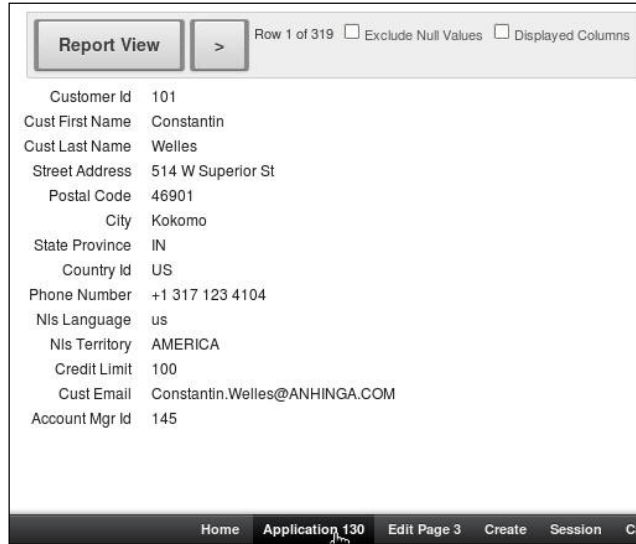 Report View > Row 1 of 319 Exclude Null Values Displayed Columns
Customer Id 101
Cust First Name Constantin
Cust Last Name Welles
Street Address 514 W Superior St
Postal Code 46901
City Kokomo
State Province IN
Country Id US
Phone Number +1 317 123 4104
Nls Language us
Nls Territory AMERICA
Credit Limit 100
Cust Email Constantin.Welles@ANHINGA.COM
Account Mgr Id 145
Home Application 130 Edit Page 3 Create Session